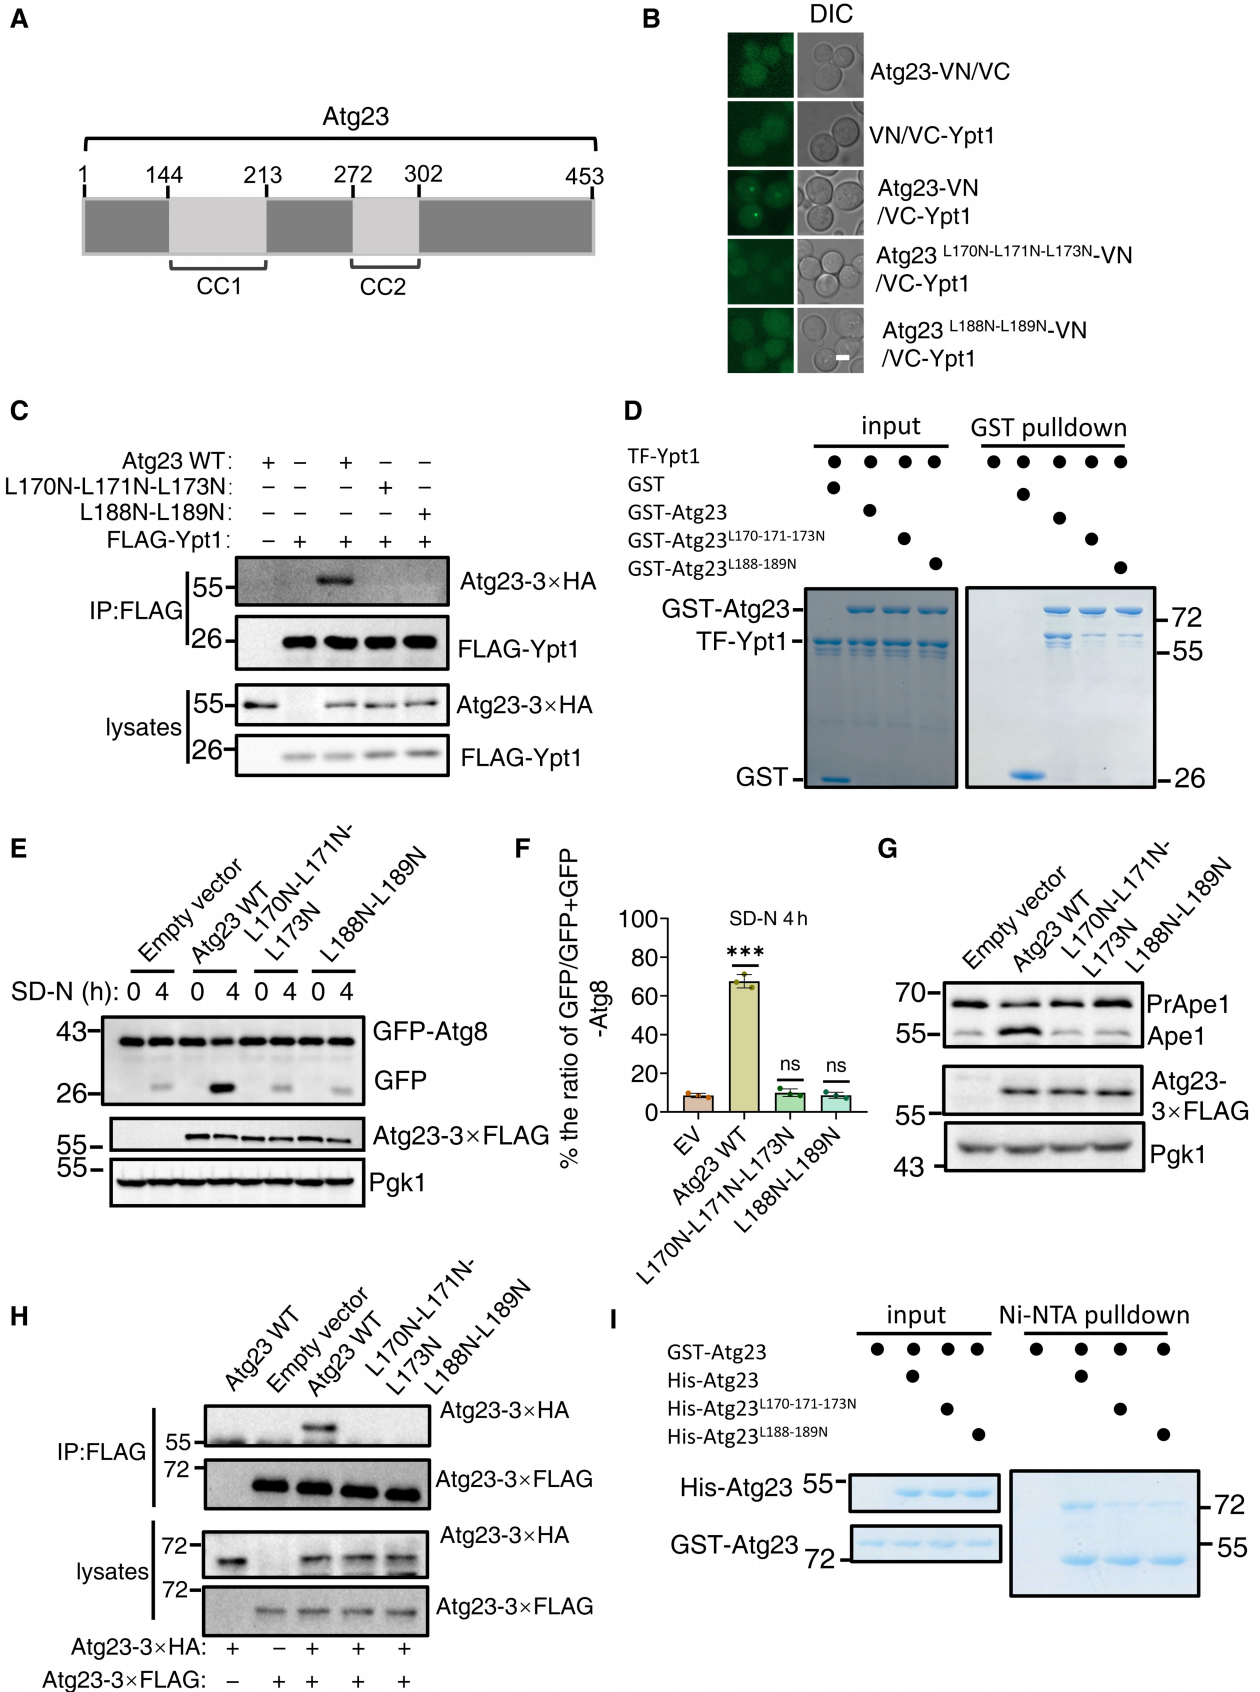 A
Atg23
1 144 213 272 302 453
CC1 CC2
B
DIC
Atg23-VN/VC
VN/VC-Ypt1
Atg23-VN
/VC-Ypt1
Atg23 L170N-L171N-L173N-VN
/VC-Ypt1
Atg23 L188N-L189N-VN
/VC-Ypt1
C
Atg23 WT: + − + − −
L170N-L171N-L173N: − − − + −
L188N-L189N: − − − − +
FLAG-Ypt1: − + + + +
IP:FLAG
55
Atg23-3×HA
26
FLAG-Ypt1
lysates
55
Atg23-3×HA
26
FLAG-Ypt1
D
input GST pulldown
TF-Ypt1
GST
GST-Atg23
GST-Atg23L170-171-173N
GST-Atg23L188-189N
GST-Atg23
TF-Ypt1
GST
72
55
26
E
Empty vector
Atg23 WT
L170N-L171N-
L173N
L188N-L189N
SD-N (h): 0 4 0 4 0 4 0 4
43
GFP-Atg8
GFP
26
55
Atg23-3×FLAG
55
Pgk1
F
% the ratio of GFP/GFP+GFP
-Atg8
SD-N 4 h
100
80
60
40
20
0
***
ns
ns
EV
Atg23 WT
L170N-L171N-L173N
L188N-L189N
G
Empty vector
Atg23 WT
L170N-L171N-
L173N
L188N-L189N
70
PrApe1
55
Ape1
Atg23-
3×FLAG
55
Pgk1
43
H
Atg23 WT
Empty vector
Atg23 WT
L170N-L171N-
L173N
L188N-L189N
IP:FLAG
Atg23-3×HA
55
72
Atg23-3×FLAG
lysates
72
Atg23-3×HA
72
Atg23-3×FLAG
Atg23-3×HA: + − + + +
Atg23-3×FLAG: − + + + +
I
input Ni-NTA pulldown
GST-Atg23
His-Atg23
His-Atg23L170-171-173N
His-Atg23L188-189N
His-Atg23 55
GST-Atg23
72
72
55